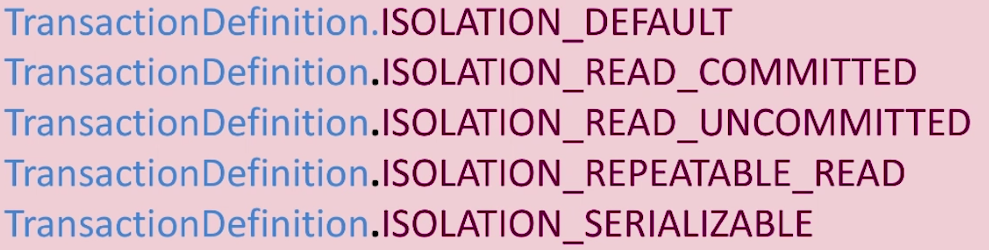 TransactionDefinition.ISOLATION_DEFAULT
TransactionDefinition.ISOLATION_READ_COMMITTED
TransactionDefinition.ISOLATION_READ_UNCOMMITTED
TransactionDefinition.ISOLATION_REPEATABLE_READ
TransactionDefinition.ISOLATION_SERIALIZABLE